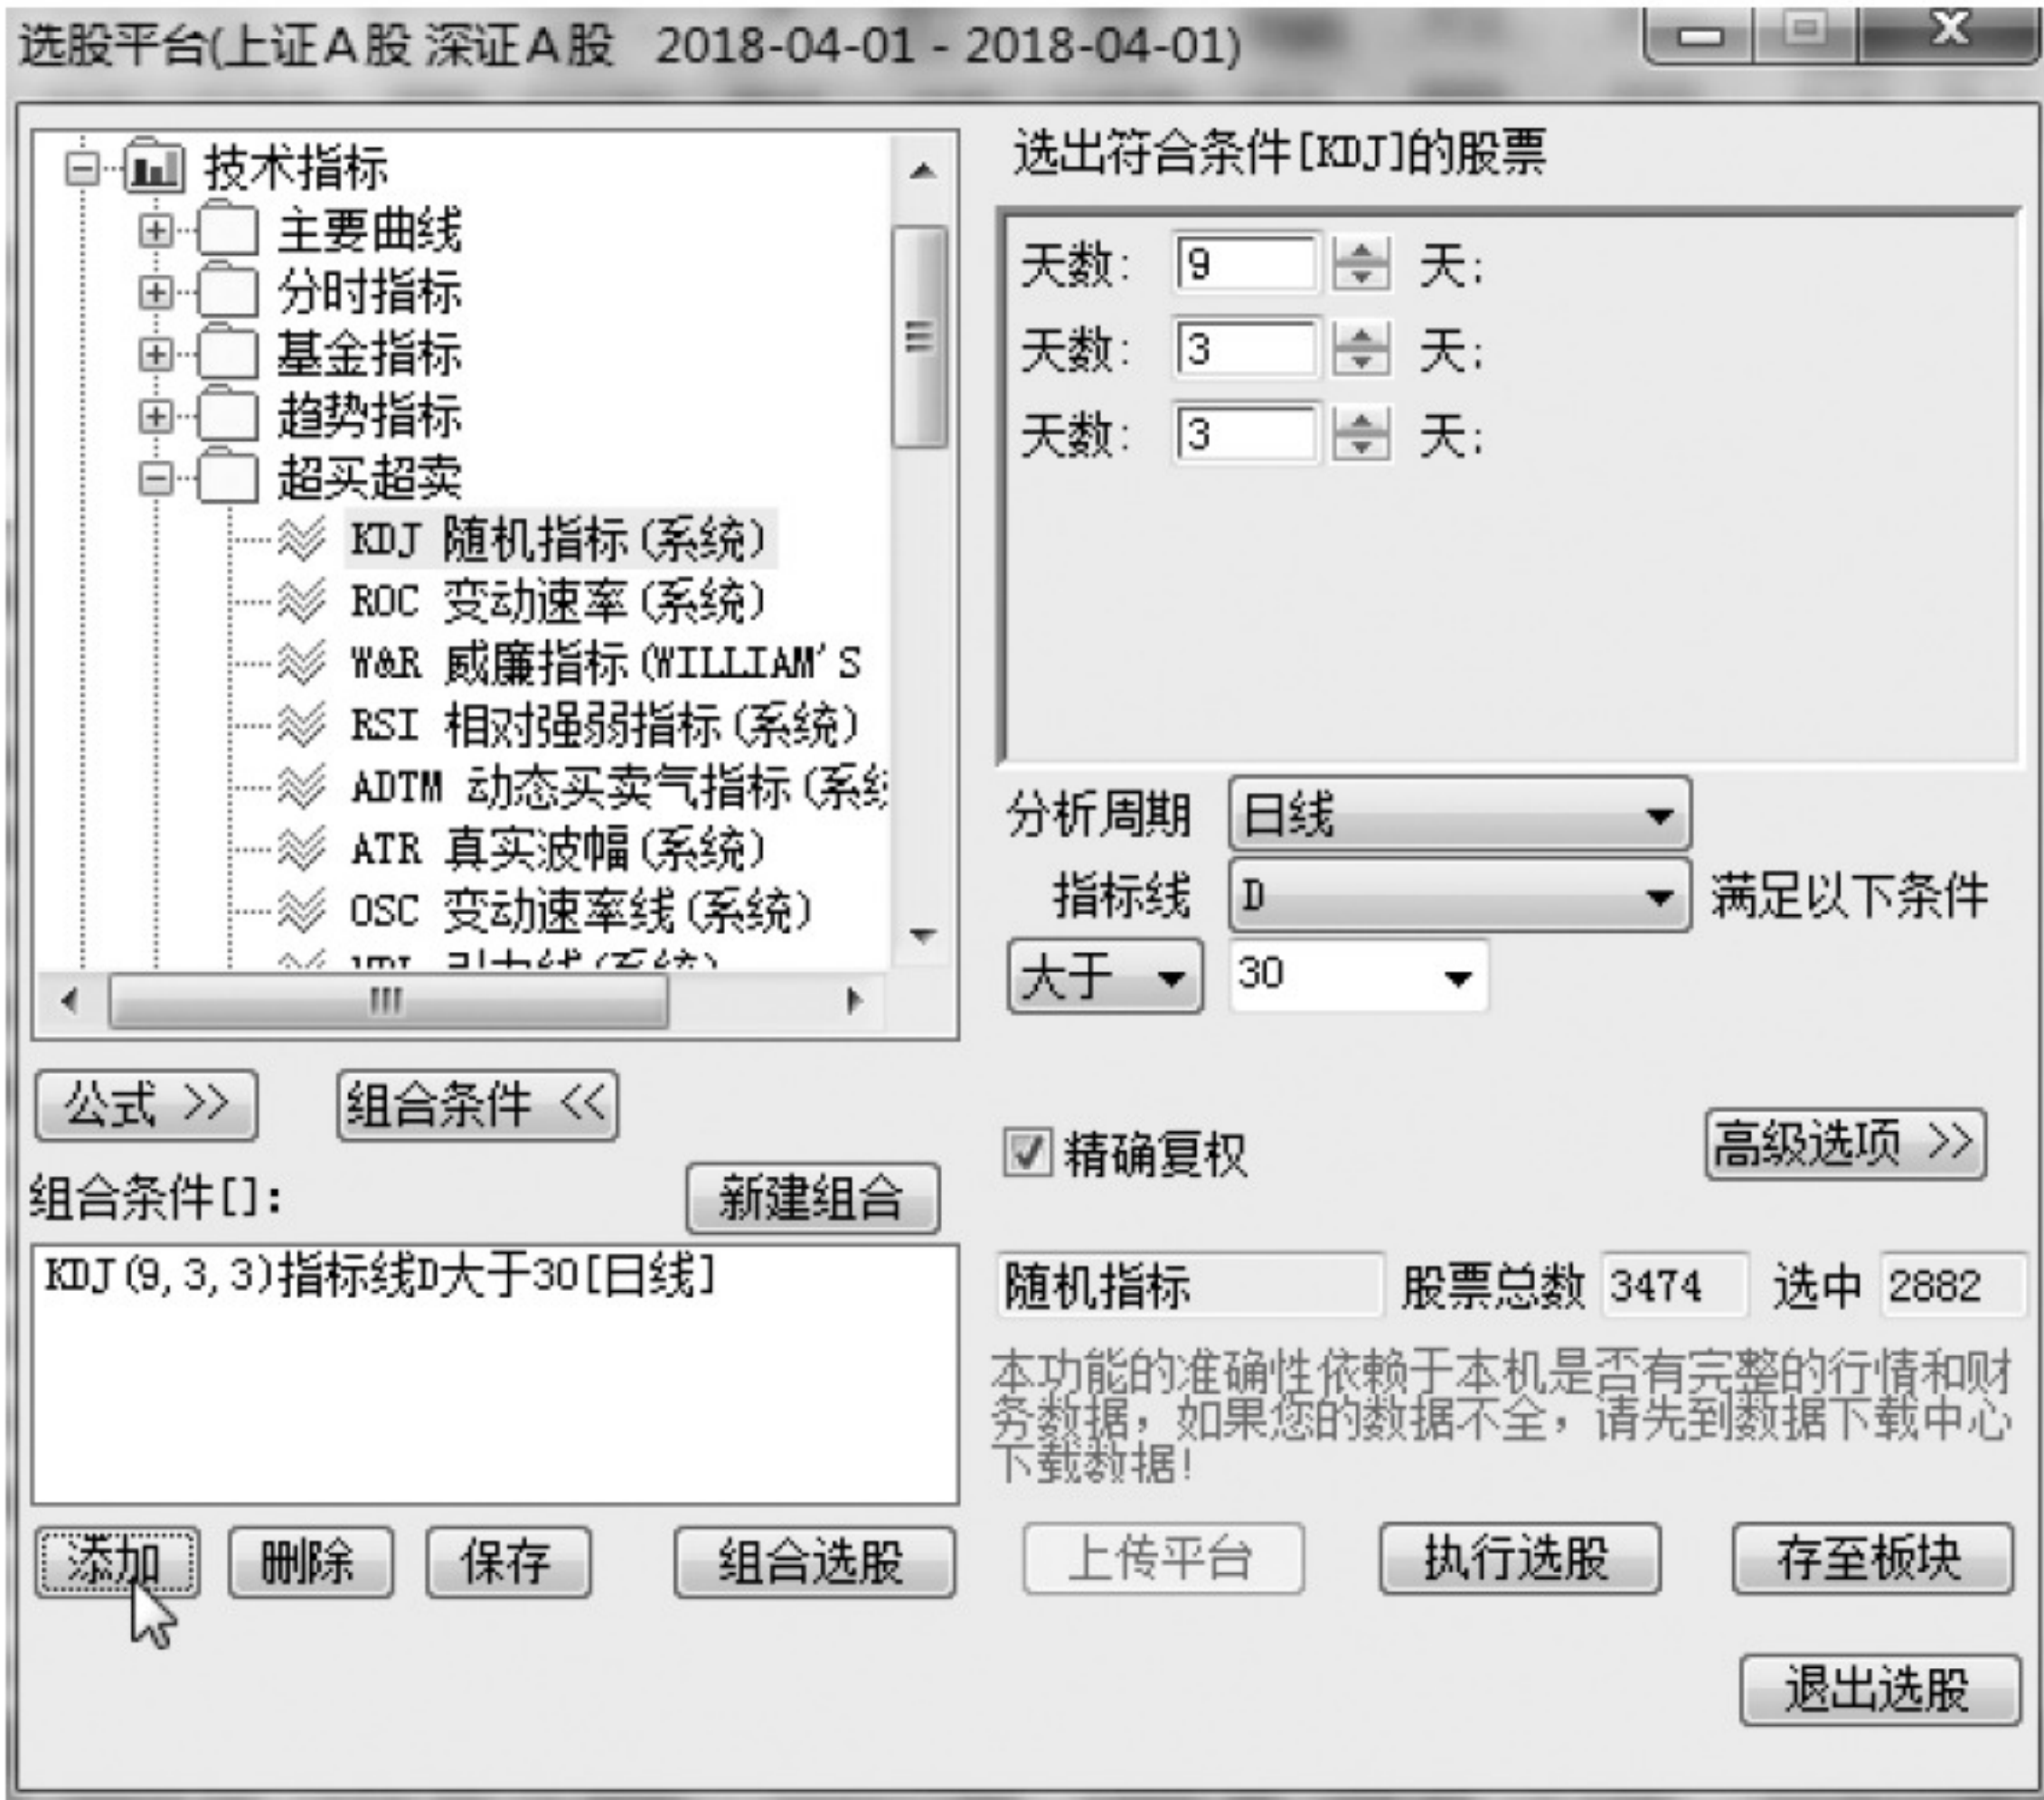 选股平台(上证A股 深证A股 2018-04-01 - 2018-04-01)
技术指标
主要曲线
分时指标
基金指标
趋势指标
超买超卖
KDJ 随机指标(系统)
ROC 变动速率(系统)
W&R 威廉指标(WILLIAM'S
RSI 相对强弱指标(系统)
ADTM 动态买卖气指标(系统
ATR 真实波幅(系统)
OSC 变动速率线(系统)
公式 >>
组合条件 <<
组合条件[]:
新建组合
KDJ(9,3,3)指标线D大于30[日线]
添加
删除
保存
组合选股
选出符合条件[KDJ]的股票
天数: 9 天;
天数: 3 天;
天数: 3 天;
分析周期 日线
指标线 D 满足以下条件
大于 30
精确复权
高级选项 >>
随机指标 股票总数 3474 选中 2882
本功能的准确性依赖于本机是否有完整的行情和财
务数据，如果您的数据不全，请先到数据下载中心
下载数据!
上传平台
执行选股
存至板块
退出选股